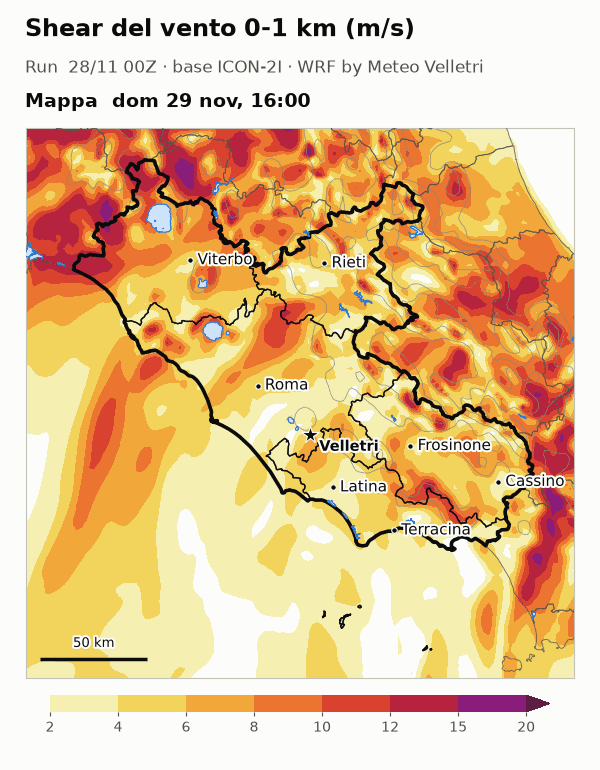 Shear del vento 0-1 km (m/s)
Run  28/11 00Z · base ICON-2I · WRF by Meteo Velletri
Mappa  dom 29 nov, 16:00
Viterbo
Rieti
Roma
Velletri
Frosinone
Latina
Cassino
Terracina
50 km
2 4 6 8 10 12 15 20